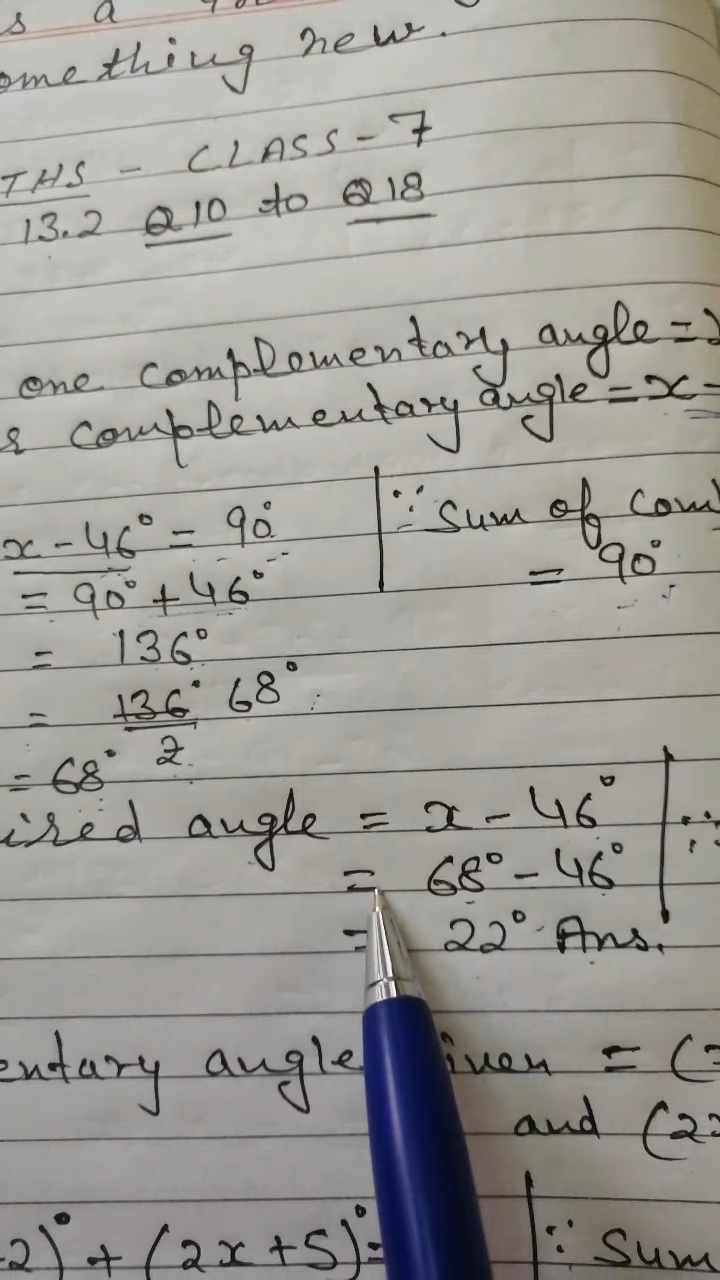 s a
omething new.
THS - CLASS-7
13.2 Q10 to Q18
one complementary angle =
complementary angle = x-
x - 46° = 90° ∵ Sum of com
= 90° + 46° = 90°
= 136°
= 136° 68°
2
= 68°
ired angle = x - 46° ∵
= 68° - 46°
= 22° Ans.
entary angle iven = (
and (2
2)° + (2x+5)° = ∵ Sum